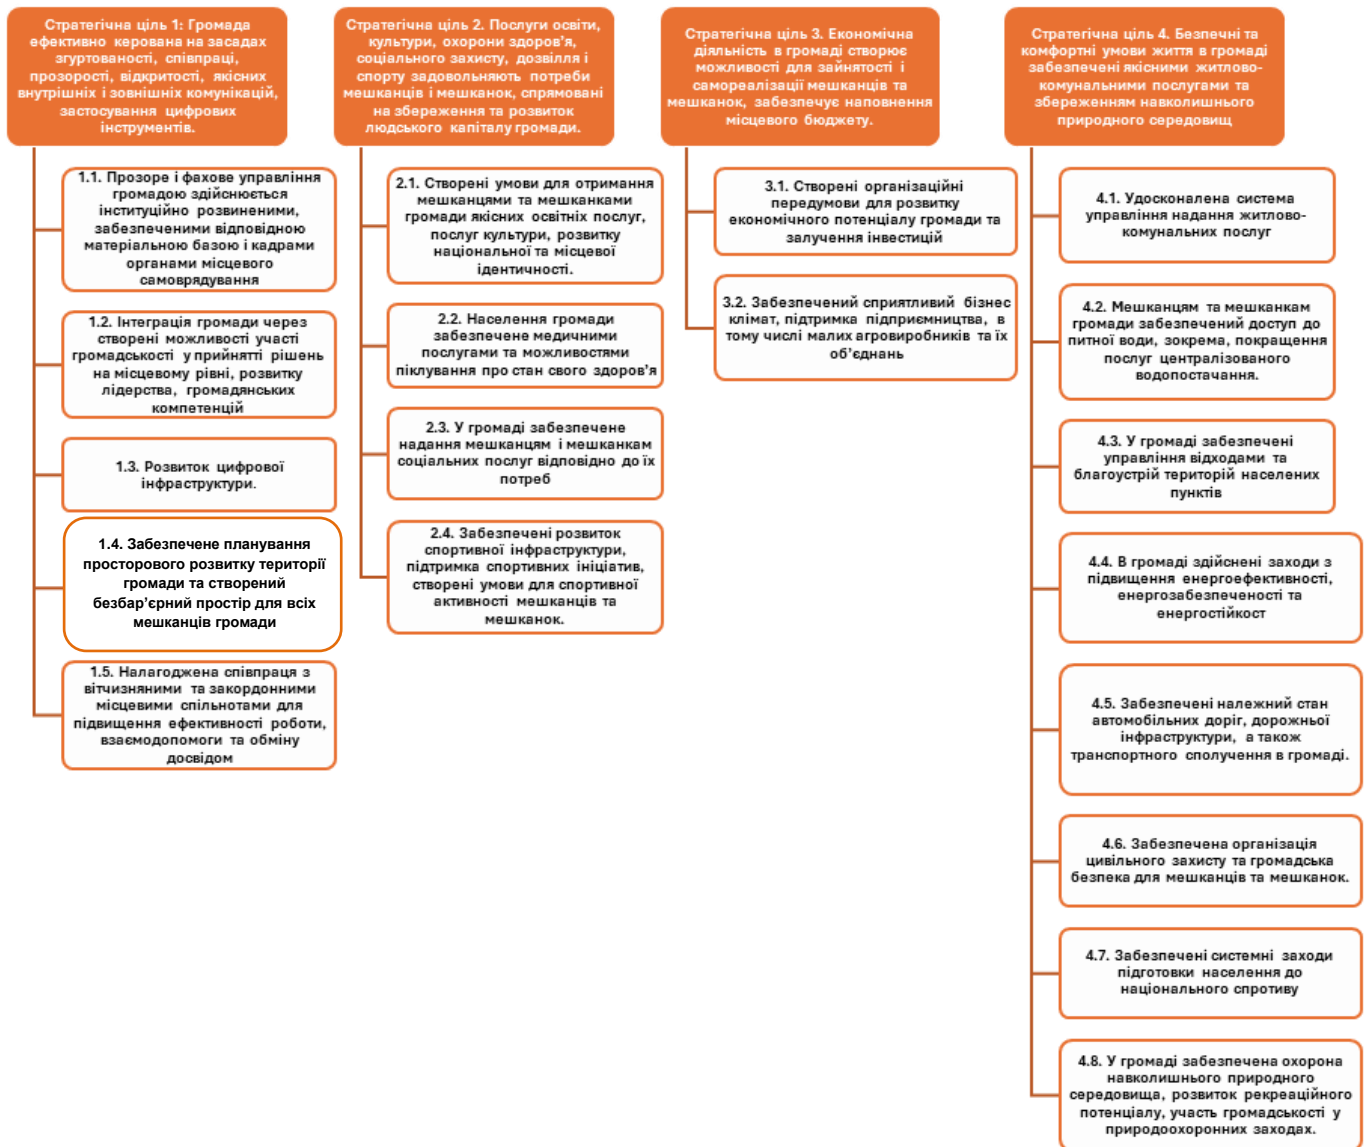 Стратегічна ціль 1: Громада
ефективно керована на засадах
згуртованості, співпраці,
прозорості, відкритості, якісних
внутрішніх і зовнішніх комунікацій,
застосування цифрових
інструментів.
1.1. Прозоре і фахове управління
громадою здійснюється
інституційно розвиненими,
забезпеченими відповідною
матеріальною базою і кадрами
органами місцевого
самоврядування
1.2. Інтеграція громади через
створені можливості участі
громадськості у прийнятті рішень
на місцевому рівні, розвитку
лідерства, громадянських
компетенцій
1.3. Розвиток цифрової
інфраструктури.
1.4. Забезпечене планування
просторового розвитку території
громади та створений
безбар’єрний простір для всіх
мешканців громади
1.5. Налагоджена співпраця з
вітчизняними та закордонними
місцевими спільнотами для
підвищення ефективності роботи,
взаємодопомоги та обміну
досвідом
Стратегічна ціль 2. Послуги освіти,
культури, охорони здоров’я,
соціального захисту, дозвілля і
спорту задовольняють потреби
мешканців і мешканок, спрямовані
на збереження та розвиток
людського капіталу громади.
2.1. Створені умови для отримання
мешканцями та мешканками
громади якісних освітніх послуг,
послуг культури, розвитку
національної та місцевої
ідентичності.
2.2. Населення громади
забезпечене медичними
послугами та можливостями
піклування про стан свого здоров’я
2.3. У громаді забезпечене
надання мешканцям і мешканкам
соціальних послуг відповідно до їх
потреб
2.4. Забезпечені розвиток
спортивної інфраструктури,
підтримка спортивних ініціатив,
створені умови для спортивної
активності мешканців та
мешканок.
Стратегічна ціль 3. Економічна
діяльність в громаді створює
можливості для зайнятості і
самореалізації мешканців та
мешканок, забезпечує наповнення
місцевого бюджету.
3.1. Створені організаційні
передумови для розвитку
економічного потенціалу громади та
залучення інвестицій
3.2. Забезпечений сприятливий бізнес
клімат, підтримка підприємництва, в
тому числі малих агровиробників та їх
об’єднань
Стратегічна ціль 4. Безпечні та
комфортні умови життя в громаді
забезпечені якісними житлово-
комунальними послугами та
збереженням навколишнього
природного середовищ
4.1. Удосконалена система
управління надання житлово-
комунальних послуг
4.2. Мешканцям та мешканкам
громади забезпечений доступ до
питної води, зокрема, покращення
послуг централізованого
водопостачання.
4.3. У громаді забезпечені
управління відходами та
благоустрій територій населених
пунктів
4.4. В громаді здійснені заходи з
підвищення енергоефективності,
енергозабезпеченості та
енергостійкост
4.5. Забезпечені належний стан
автомобільних доріг, дорожньої
інфраструктури, а також
транспортного сполучення в громаді.
4.6. Забезпечена організація
цивільного захисту та громадська
безпека для мешканців та мешканок.
4.7. Забезпечені системні заходи
підготовки населення до
національного спротиву
4.8. У громаді забезпечена охорона
навколишнього природного
середовища, розвиток рекреаційного
потенціалу, участь громадськості у
природоохоронних заходах.